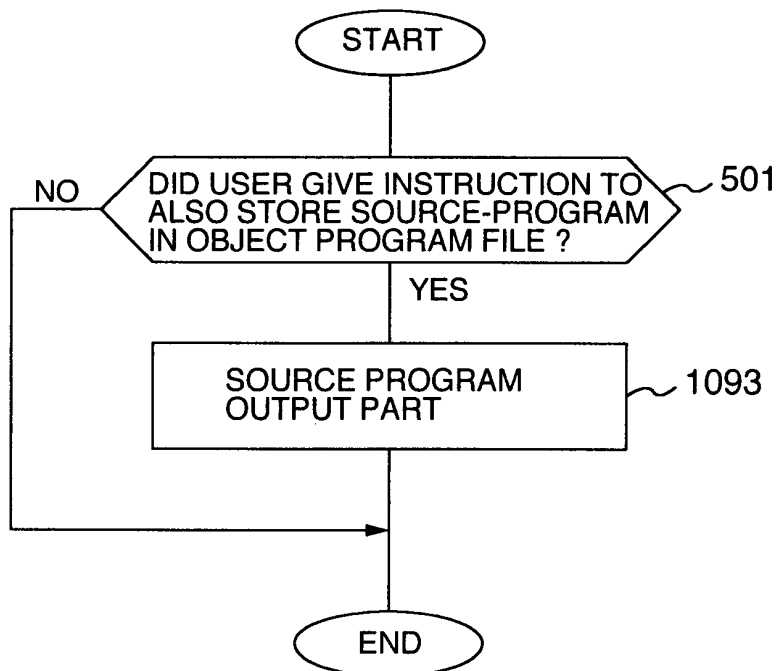 START
NO
DID USER GIVE INSTRUCTION TO
ALSO STORE SOURCE-PROGRAM
IN OBJECT PROGRAM FILE ?
501
YES
SOURCE PROGRAM
OUTPUT PART
1093
END